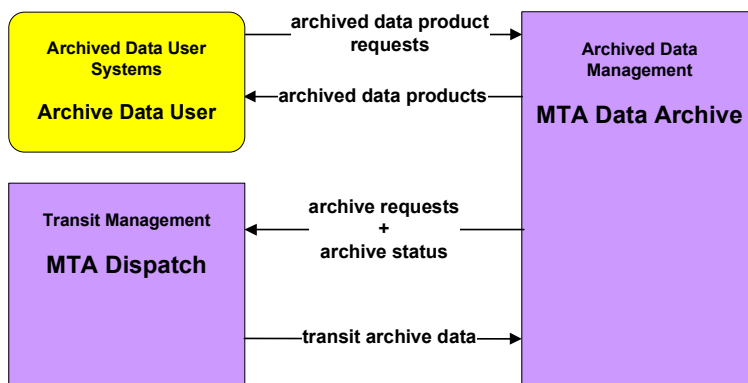 Archived Data User
Systems
Archive Data User
archived data product
requests
archived data products
Archived Data
Management
MTA Data Archive
Transit Management
MTA Dispatch
archive requests
+
archive status
transit archive data